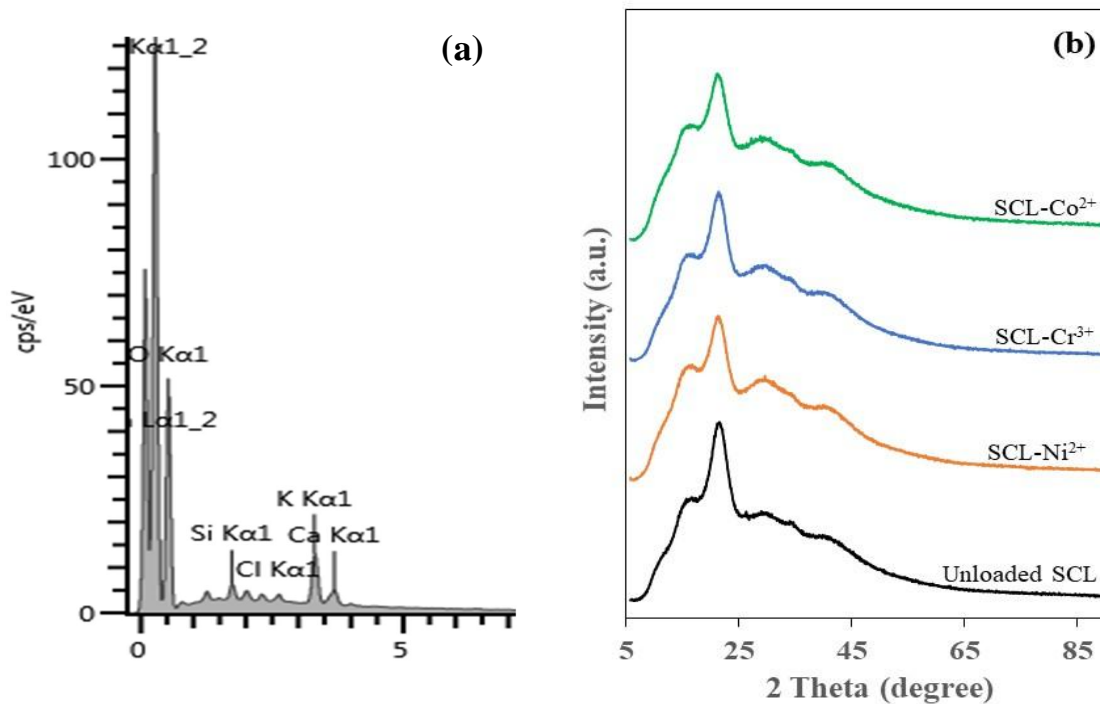 Kα1_2
(a)
100
O Kα1
50
Lα1_2
cps/eV
K Kα1
Si Kα1
Ca Kα1
Cl Kα1
0
0
5
(b)
SCL-Co²⁺
SCL-Cr³⁺
SCL-Ni²⁺
Unloaded SCL
Intensity (a.u.)
5
25
45
65
85
2 Theta (degree)